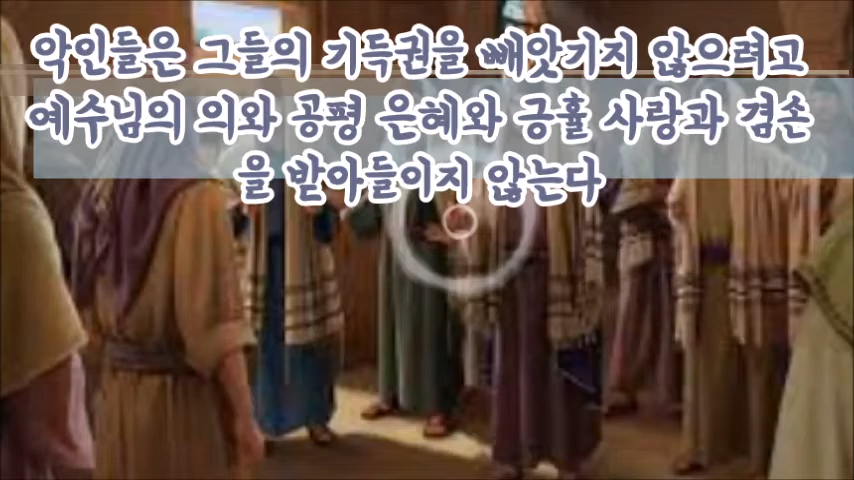 악인들은 그들의 기득권을 빼앗기지 않으려고
예수님의 의와 공평 은혜와 긍휼 사랑과 겸손
을 받아들이지 않는다